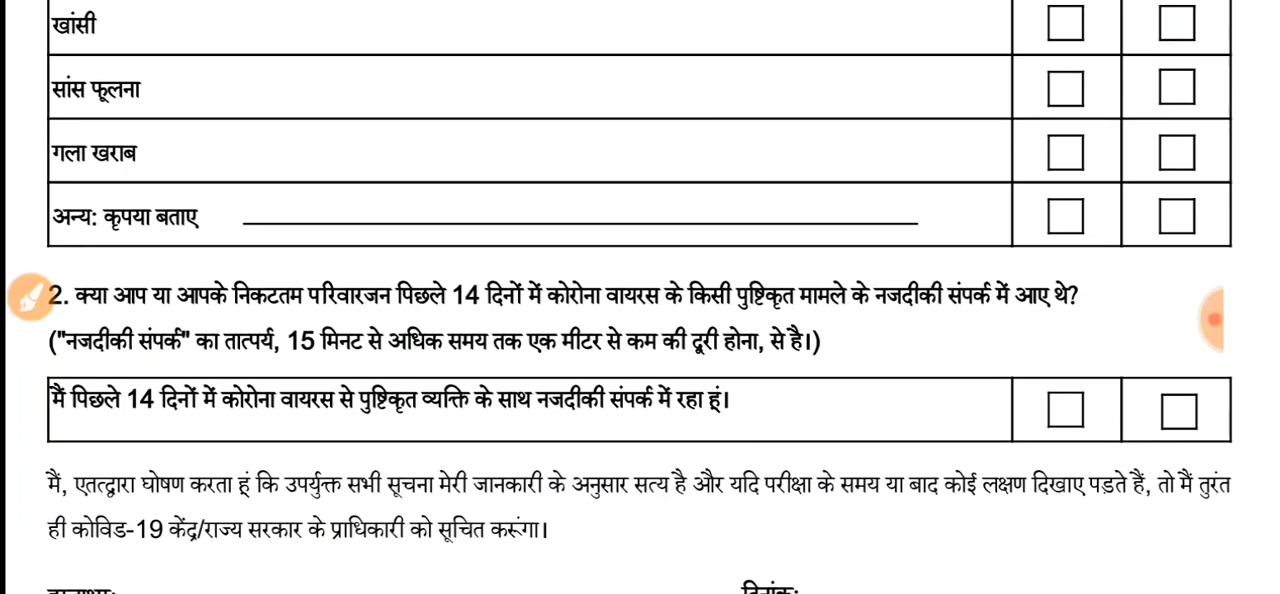 खांसी
सांस फूलना
गला खराब
अन्य: कृपया बताए
2. क्या आप या आपके निकटतम परिवारजन पिछले 14 दिनों में कोरोना वायरस के किसी पुष्टिकृत मामले के नजदीकी संपर्क में आए थे?
("नजदीकी संपर्क" का तात्पर्य, 15 मिनट से अधिक समय तक एक मीटर से कम की दूरी होना, से है।)
मैं पिछले 14 दिनों में कोरोना वायरस से पुष्टिकृत व्यक्ति के साथ नजदीकी संपर्क में रहा हूं।
मैं, एतत्द्वारा घोषण करता हूं कि उपर्युक्त सभी सूचना मेरी जानकारी के अनुसार सत्य है और यदि परीक्षा के समय या बाद कोई लक्षण दिखाए पड़ते हैं, तो मैं तुरंत
ही कोविड-19 केंद्र/राज्य सरकार के प्राधिकारी को सूचित करूंगा।